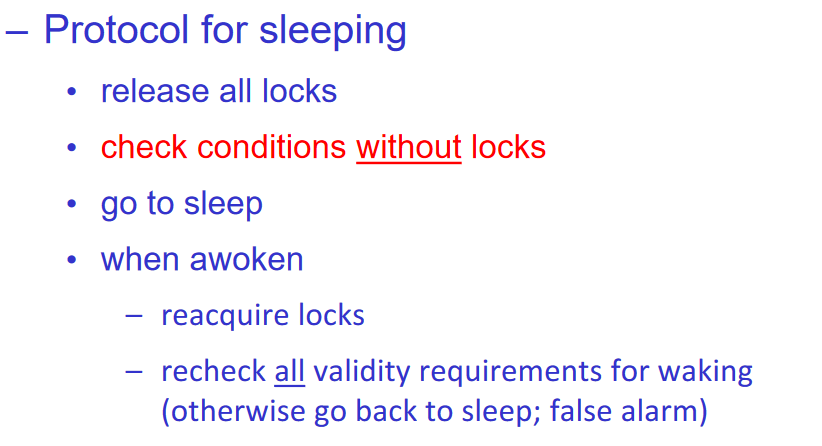 – Protocol for sleeping
• release all locks
• check conditions without locks
• go to sleep
• when awoken
– reacquire locks
– recheck all validity requirements for waking
(otherwise go back to sleep; false alarm)